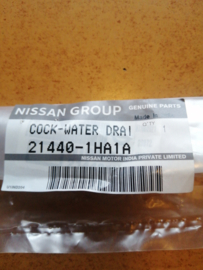 NISSAN GROUP GENUINE PARTS
COCK-WATER DRAI
21440-1HA1A
NISSAN MOTOR INDIA PRIVATE LIMITED